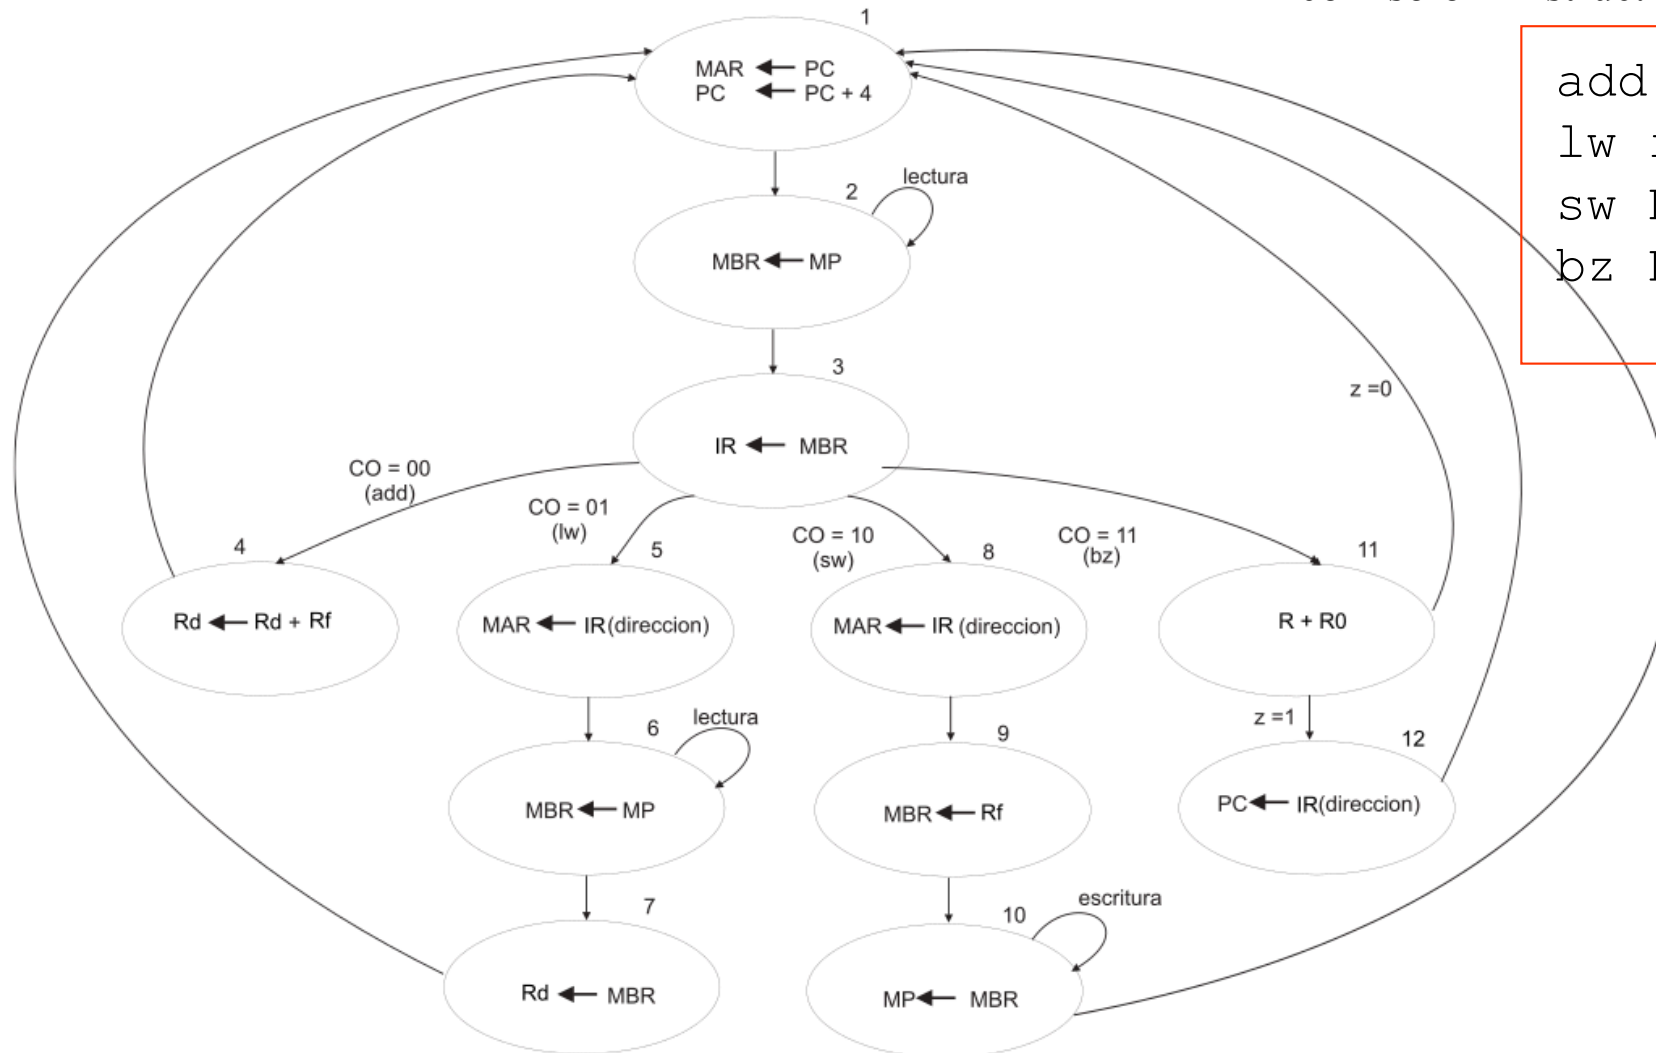 1
MAR ← PC
PC ← PC + 4
add
lw
sw
bz
2
lectura
MBR ← MP
3
z =0
IR ← MBR
CO = 00
(add)
CO = 01
(lw)
CO = 10
(sw)
CO = 11
(bz)
4
5
8
11
Rd ← Rd + Rf
MAR ← IR(direccion)
MAR ← IR (direccion)
R + R0
6
lectura
9
z =1
12
MBR ← MP
MBR ← Rf
PC ← IR(direccion)
7
10
escritura
Rd ← MBR
MP ← MBR